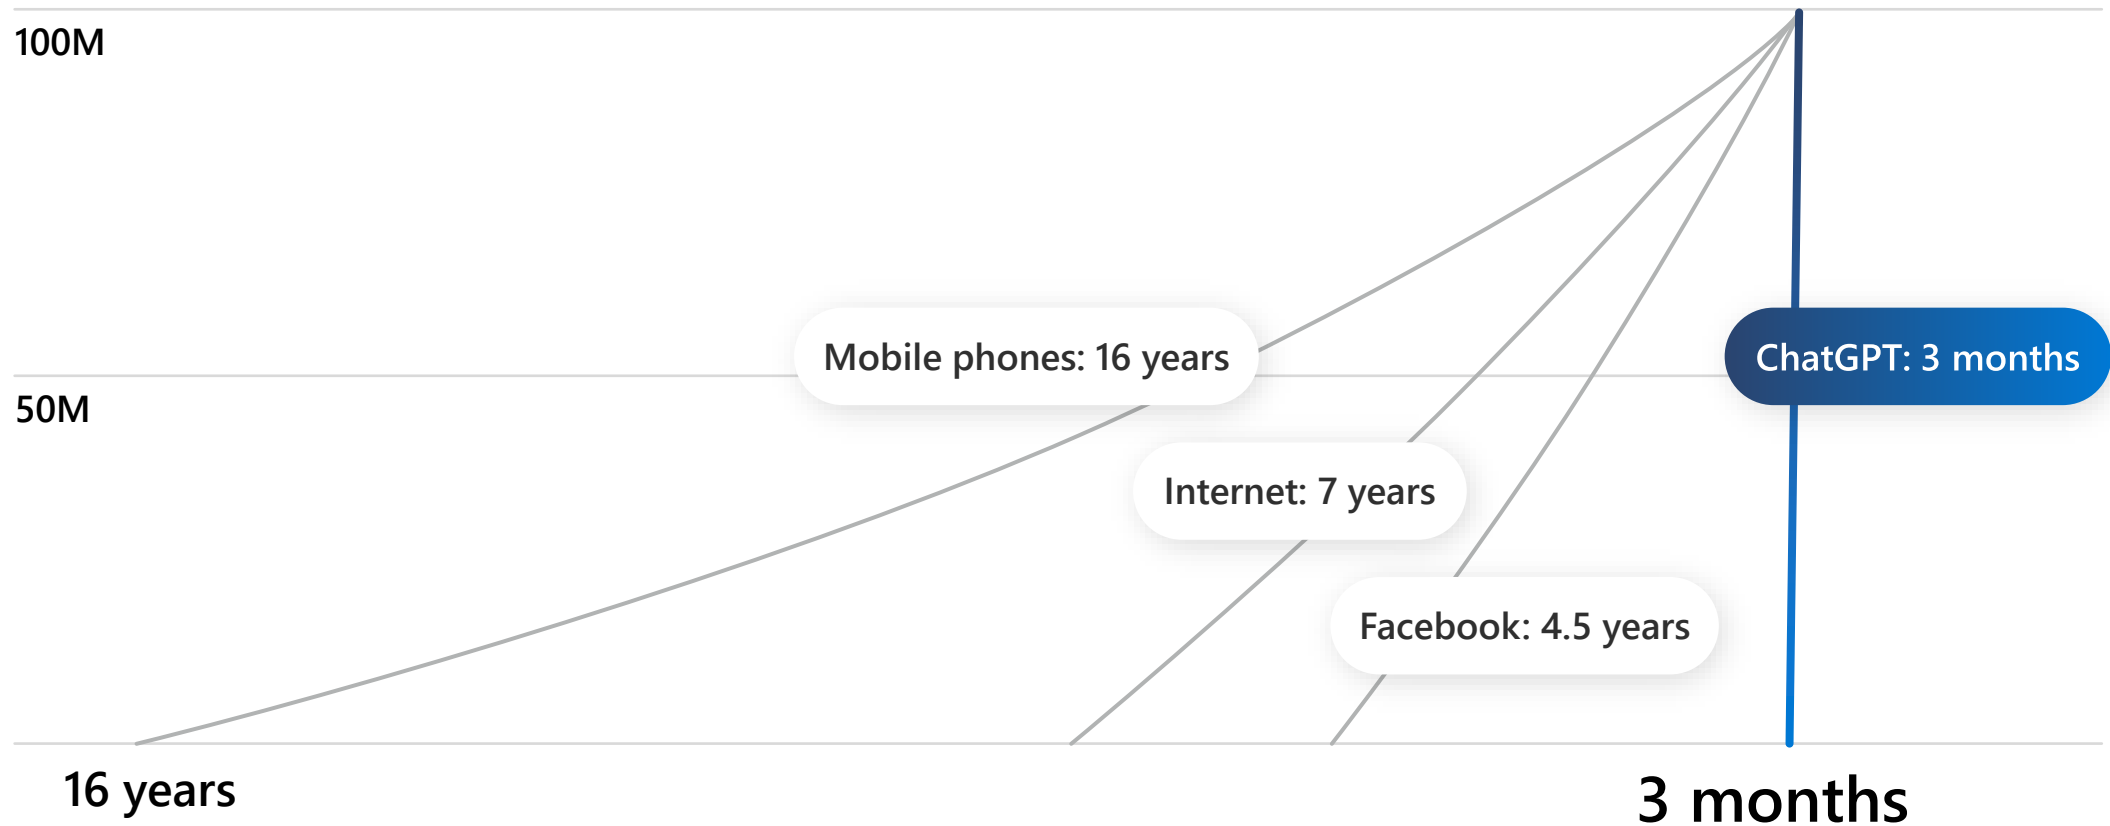 100M
Mobile phones: 16 years
ChatGPT: 3 months
50M
Internet: 7 years
Facebook: 4.5 years
16 years
3 months